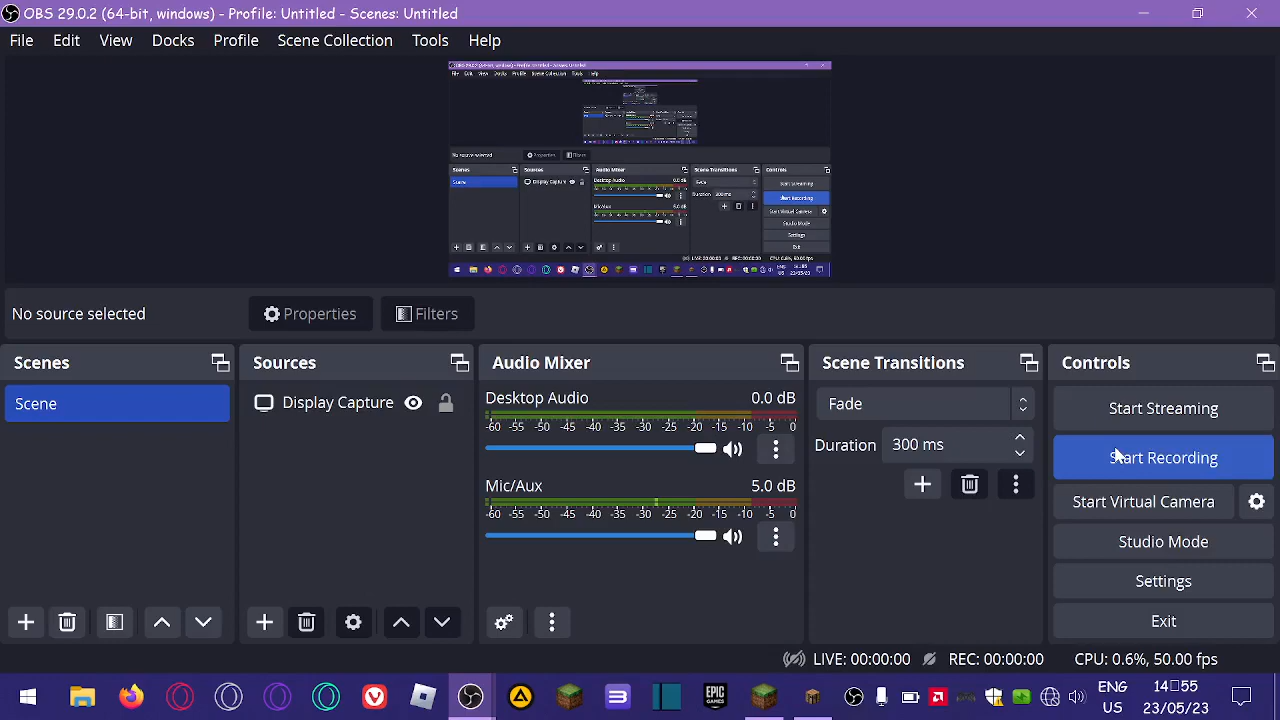 OBS 29.0.2 (64-bit, windows) - Profile: Untitled - Scenes: Untitled
File Edit View Docks Profile Scene Collection Tools Help
No source selected
Properties Filters
Scenes Sources Audio Mixer Scene Transitions Controls
Scene
Display Capture
Desktop Audio 0.0 dB
-60 -55 -50 -45 -40 -35 -30 -25 -20 -15 -10 -5 0
Mic/Aux 5.0 dB
-60 -55 -50 -45 -40 -35 -30 -25 -20 -15 -10 -5 0
Fade
Duration 300 ms
Start Streaming
Start Recording
Start Virtual Camera
Studio Mode
Settings
Exit
LIVE: 00:00:00 REC: 00:00:00 CPU: 0.6%, 50.00 fps
EPIC
GAMES
ENG
US
14:55
23/05/23